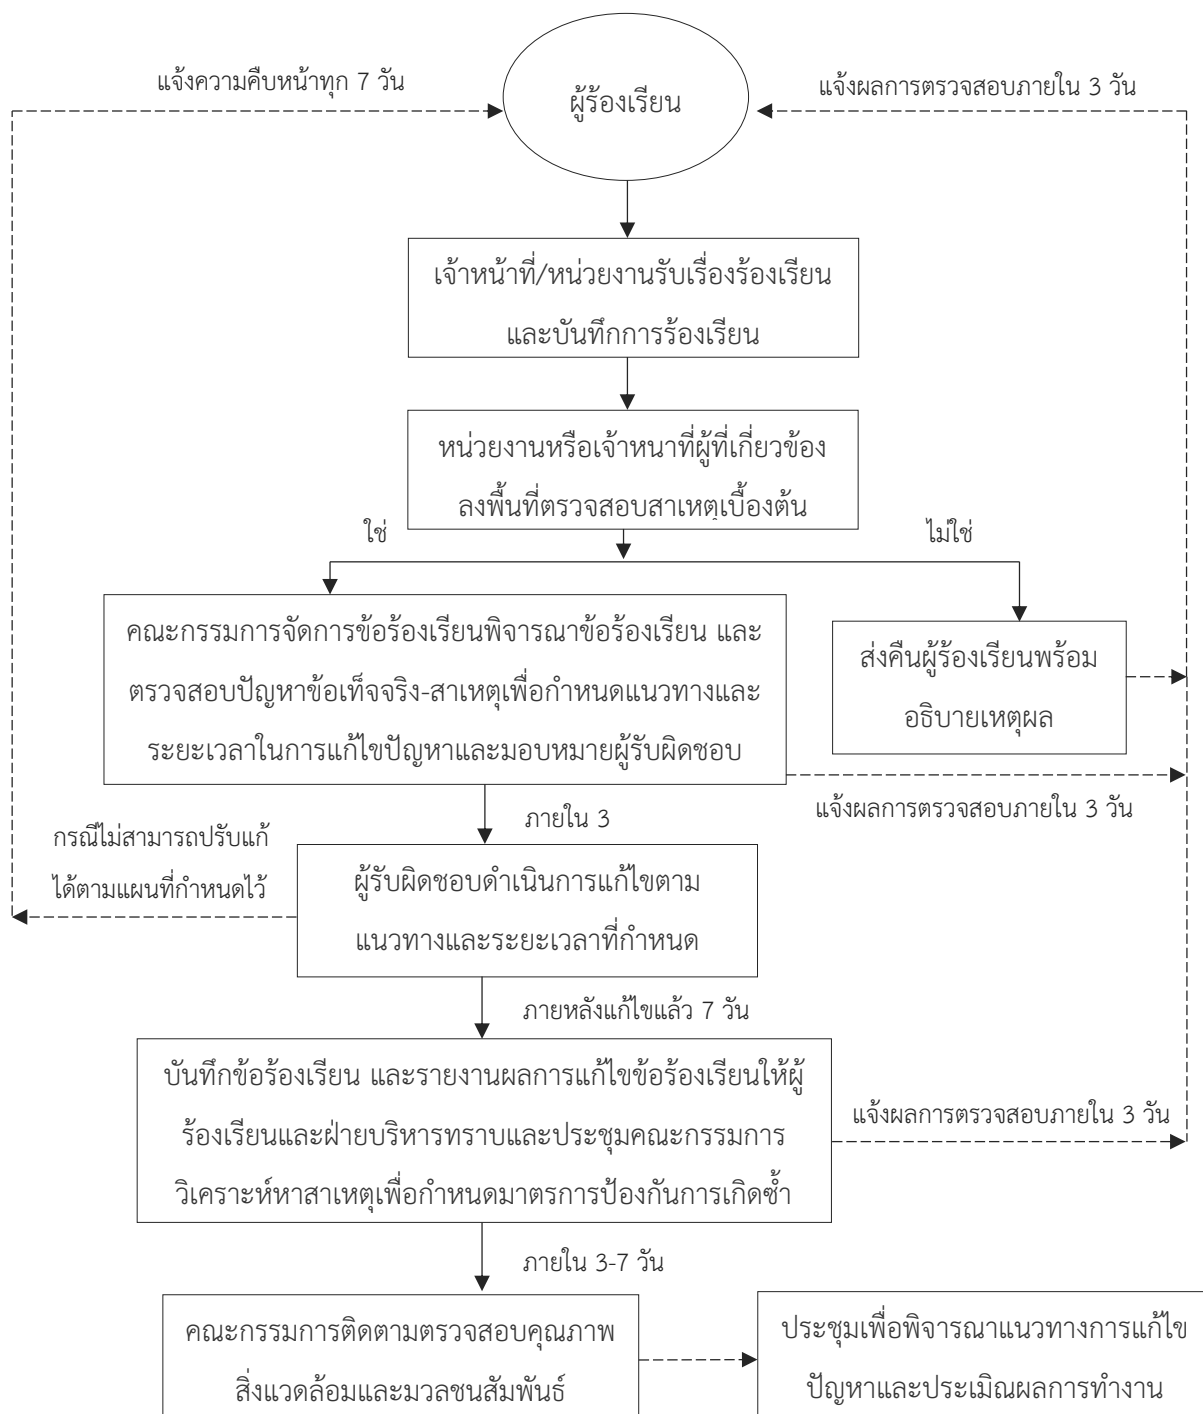 แจ้งความคืบหน้าทุก 7 วัน
ผู้ร้องเรียน
แจ้งผลการตรวจสอบภายใน 3 วัน
เจ้าหน้าที่/หน่วยงานรับเรื่องร้องเรียน
และบันทึกการร้องเรียน
หน่วยงานหรือเจ้าหนาที่ผู้ที่เกี่ยวข้อง
ลงพื้นที่ตรวจสอบสาเหตุเบื้องต้น
ใช่
ไม่ใช่
คณะกรรมการจัดการข้อร้องเรียนพิจารณาข้อร้องเรียน และ
ตรวจสอบปัญหาข้อเท็จจริง-สาเหตุเพื่อกำหนดแนวทางและ
ระยะเวลาในการแก้ไขปัญหาและมอบหมายผู้รับผิดชอบ
ส่งคืนผู้ร้องเรียนพร้อม
อธิบายเหตุผล
แจ้งผลการตรวจสอบภายใน 3 วัน
ภายใน 3
กรณีไม่สามารถปรับแก้
ได้ตามแผนที่กำหนดไว้
ผู้รับผิดชอบดำเนินการแก้ไขตาม
แนวทางและระยะเวลาที่กำหนด
ภายหลังแก้ไขแล้ว 7 วัน
บันทึกข้อร้องเรียน และรายงานผลการแก้ไขข้อร้องเรียนให้ผู้
ร้องเรียนและฝ่ายบริหารทราบและประชุมคณะกรรมการ
วิเคราะห์หาสาเหตุเพื่อกำหนดมาตรการป้องกันการเกิดซ้ำ
แจ้งผลการตรวจสอบภายใน 3 วัน
ภายใน 3-7 วัน
คณะกรรมการติดตามตรวจสอบคุณภาพ
สิ่งแวดล้อมและมวลชนสัมพันธ์
ประชุมเพื่อพิจารณาแนวทางการแก้ไข
ปัญหาและประเมิณผลการทำงาน